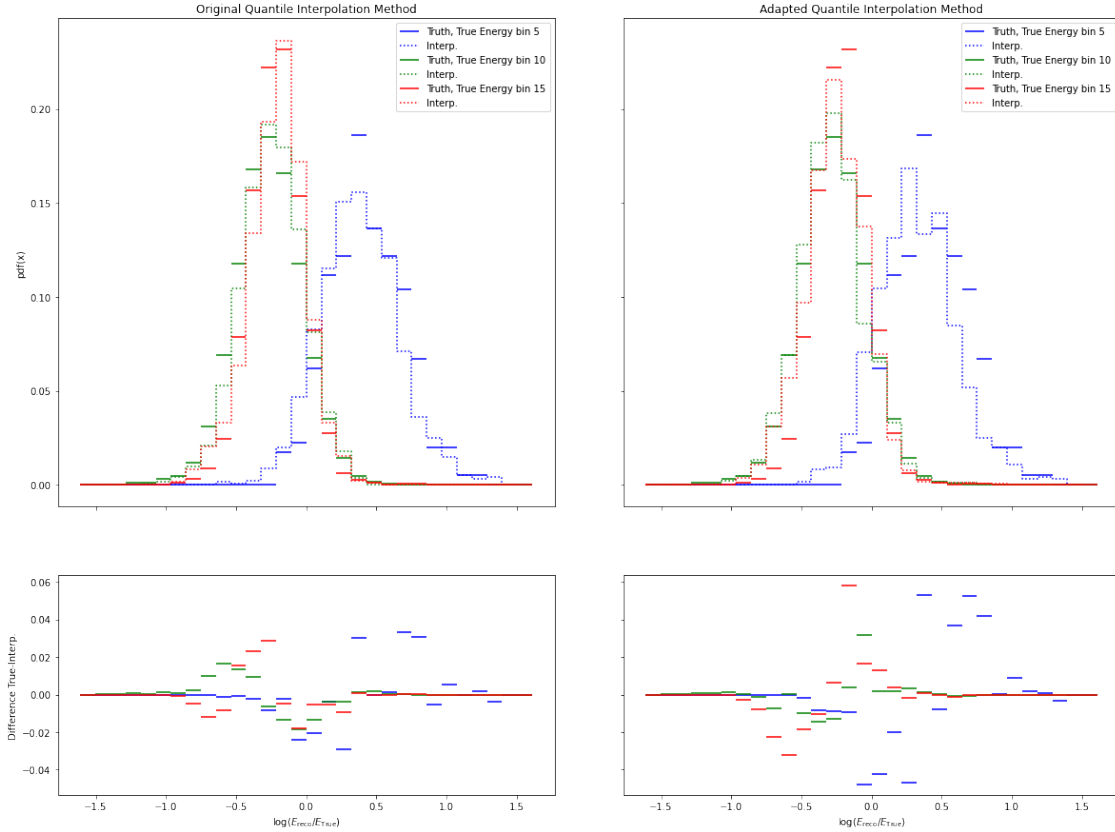 Original Quantile Interpolation Method
Adapted Quantile Interpolation Method
Truth, True Energy bin 5
Interp.
Truth, True Energy bin 10
Interp.
Truth, True Energy bin 15
Interp.
Truth, True Energy bin 5
Interp.
Truth, True Energy bin 10
Interp.
Truth, True Energy bin 15
Interp.
pdf(x)
0.20
0.15
0.10
0.05
0.00
Difference True-Interp.
0.06
0.04
0.02
0.00
−0.02
−0.04
−1.5 −1.0 −0.5 0.0 0.5 1.0 1.5
log(E_reco/E_True)
−1.5 −1.0 −0.5 0.0 0.5 1.0 1.5
log(E_reco/E_True)